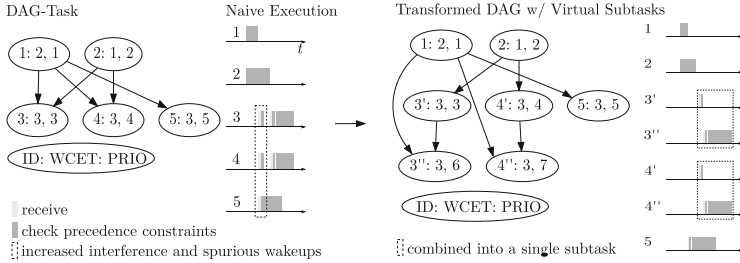 DAG-Task
Naive Execution
Transformed DAG w/ Virtual Subtasks
1: 2, 1
2: 1, 2
3: 3, 3
4: 3, 4
5: 3, 5
ID: WCET: PRIO
receive
check precedence constraints
increased interference and spurious wakeups
1
t
2
3
4
5
1: 2, 1
2: 1, 2
3': 3, 3
4': 3, 4
5: 3, 5
3'': 3, 6
4'': 3, 7
ID: WCET: PRIO
combined into a single subtask
1
2
3'
3''
4'
4''
5